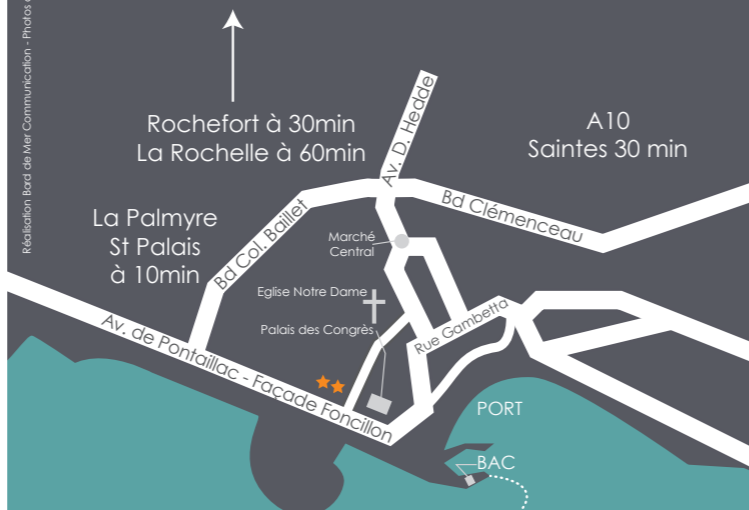 Réalisation Bard de Mer Communication - Photos
Rochefort à 30min
La Rochelle à 60min
Av. D. Hedde
A10
Saintes 30 min
La Palmyre
St Palais
à 10min
Bd Col. Baillet
Bd Clémenceau
Marché
Central
Eglise Notre Dame
Palais des Congrès
Rue Gambetta
Av. de Pontaillac - Façade Foncillon
PORT
BAC